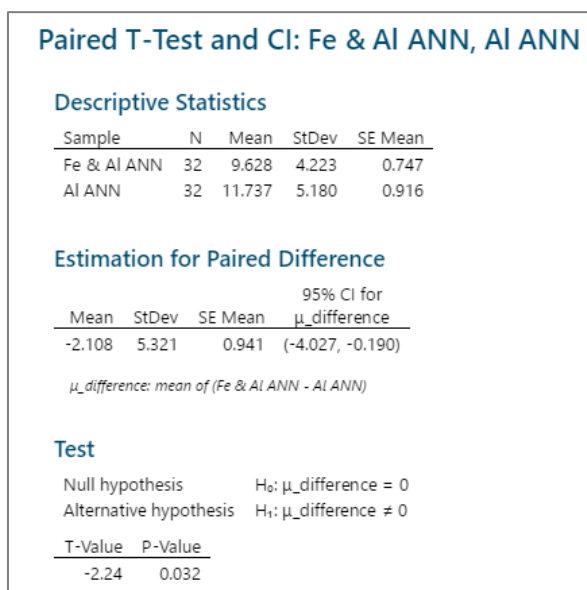 Paired T-Test and CI: Fe & Al ANN, Al ANN
Descriptive Statistics
Sample N Mean StDev SE Mean
Fe & Al ANN 32 9.628 4.223 0.747
Al ANN 32 11.737 5.180 0.916
Estimation for Paired Difference
95% CI for
Mean StDev SE Mean μ_difference
-2.108 5.321 0.941 (-4.027, -0.190)
μ_difference: mean of (Fe & Al ANN - Al ANN)
Test
Null hypothesis H₀: μ_difference = 0
Alternative hypothesis H₁: μ_difference ≠ 0
T-Value P-Value
-2.24 0.032